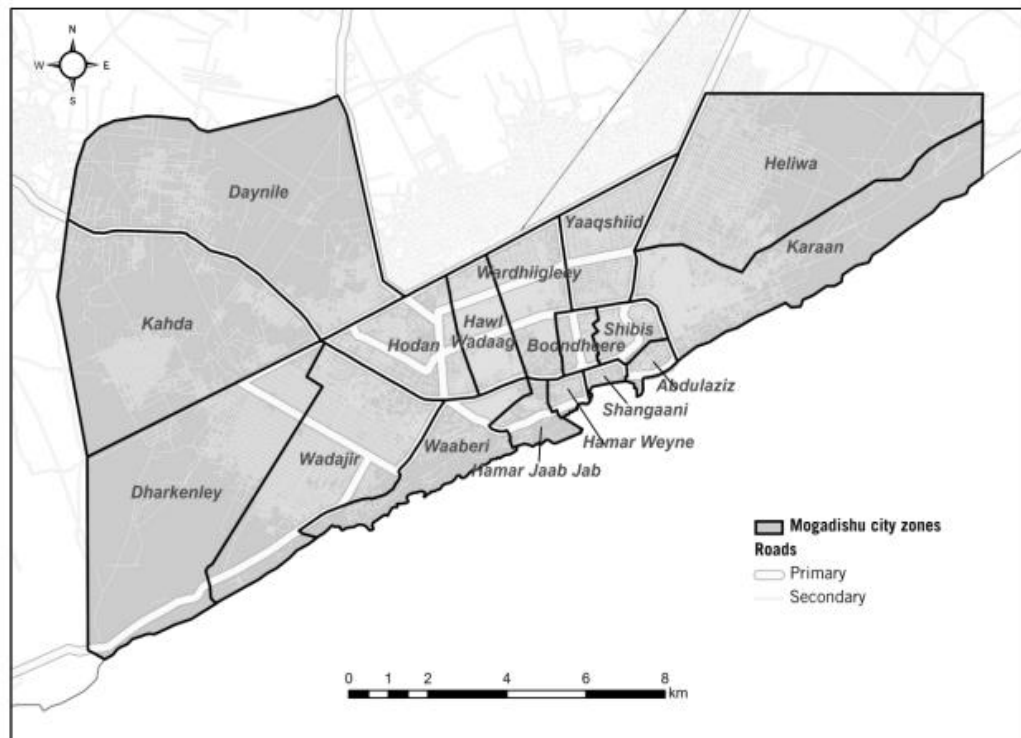 N
W E
S
Heliwa
Daynile
Yaaqshiid
Karaan
Wardhiigleey
Kahda
Hawl
Wadaag
Shibis
Hodan
Boondheere
Abdulaziz
Shangaani
Waaberi
Hamar Weyne
Wadajir
Hamar Jaab Jab
Dharkenley
Mogadishu city zones
Roads
Primary
Secondary
0 1 2 4 6 8
km